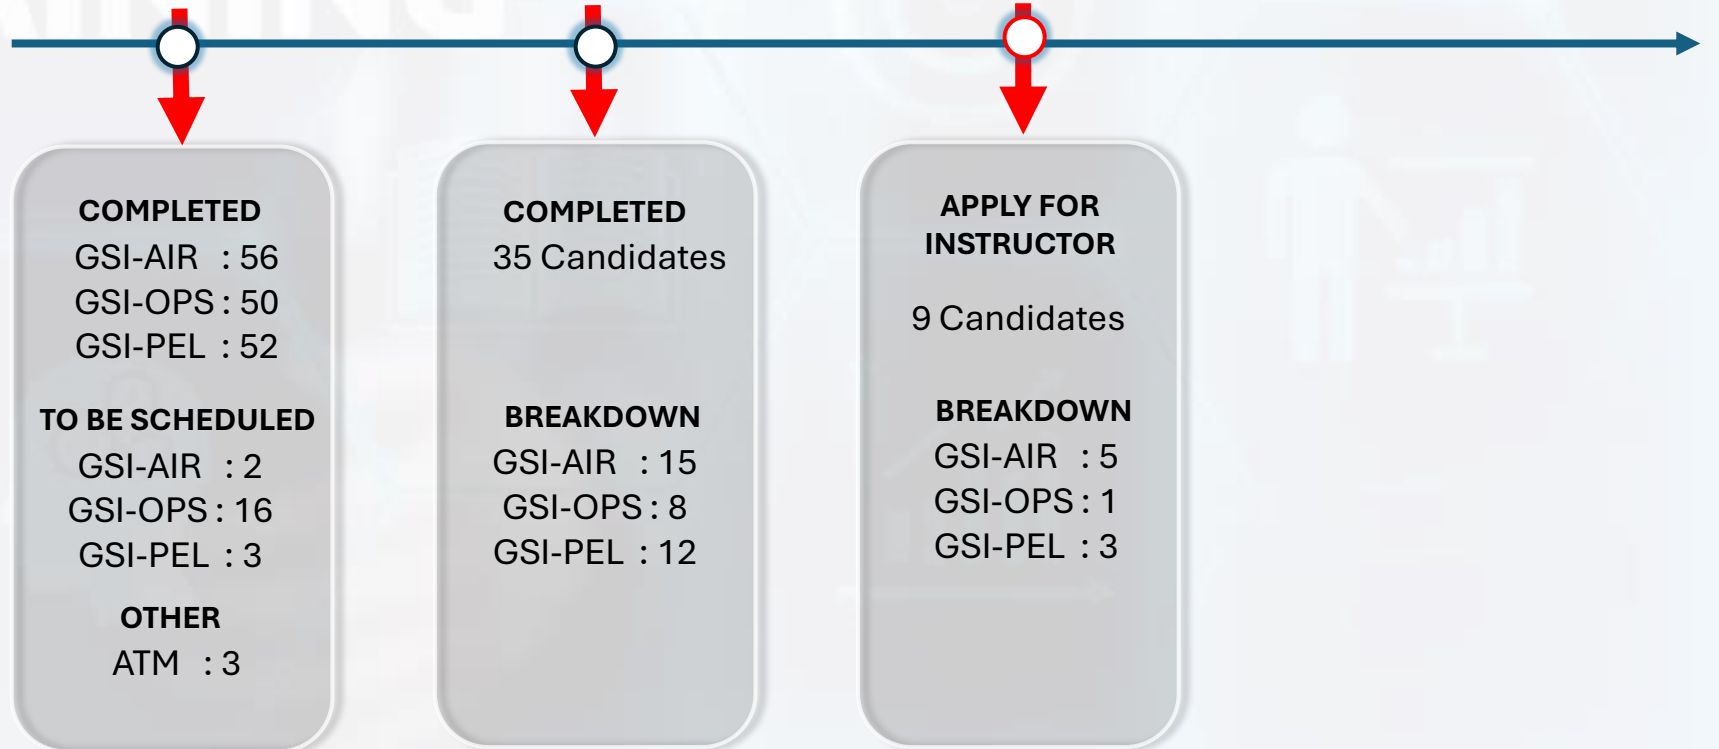 COMPLETED
GSI-AIR : 56
GSI-OPS : 50
GSI-PEL : 52
TO BE SCHEDULED
GSI-AIR : 2
GSI-OPS : 16
GSI-PEL : 3
OTHER
ATM : 3
COMPLETED
35 Candidates
BREAKDOWN
GSI-AIR : 15
GSI-OPS : 8
GSI-PEL : 12
APPLY FOR
INSTRUCTOR
9 Candidates
BREAKDOWN
GSI-AIR : 5
GSI-OPS : 1
GSI-PEL : 3